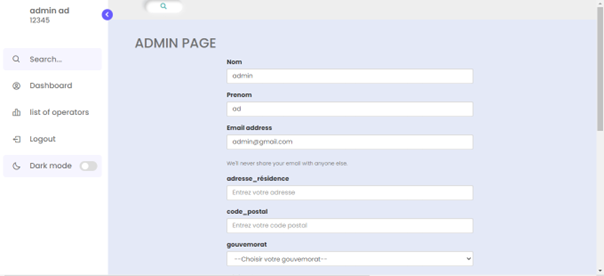 admin ad
12345
Search...
Dashboard
list of operators
Logout
Dark mode
ADMIN PAGE
Nom
admin
Prenom
ad
Email address
admin@gmail.com
We'll never share your email with anyone else.
adresse_résidence
Entrez votre adresse
code_postal
Entrez votre code postal
gouvernorat
--Choisir votre gouvernorat--